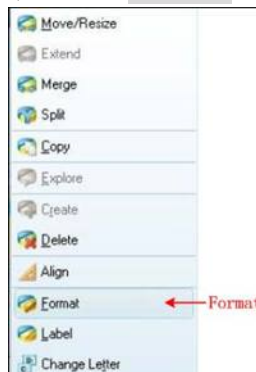 Move/Resize
Extend
Merge
Split
Copy
Explore
Create
Delete
Align
Format
Format
Label
Change Letter